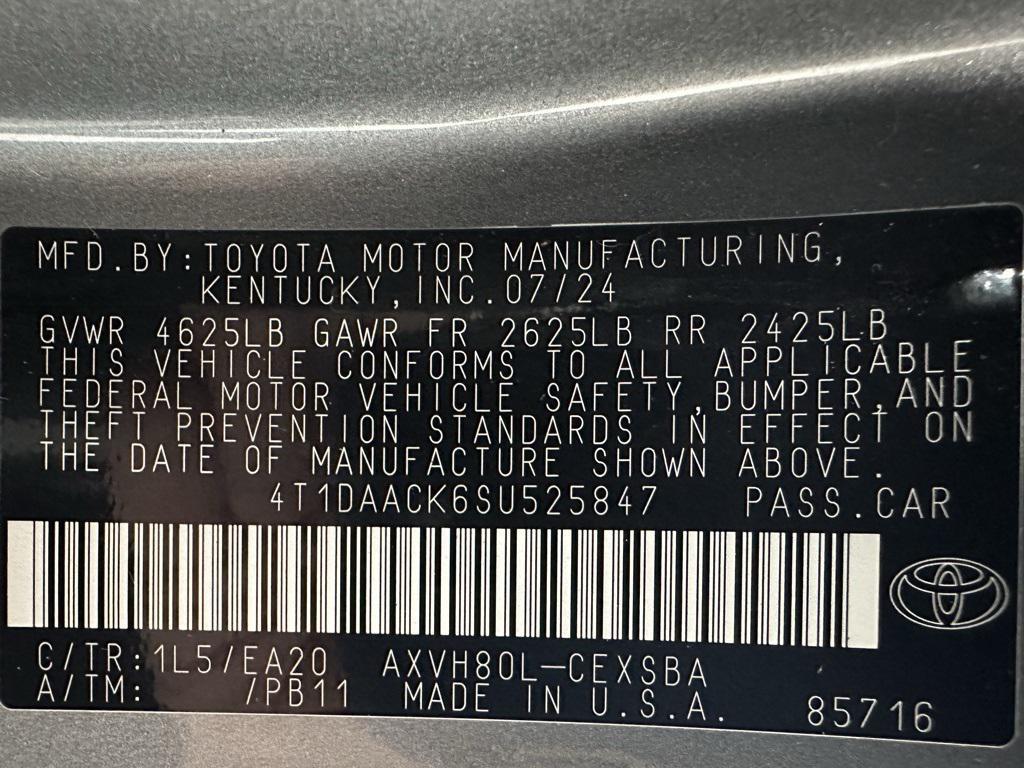 MFD.BY:TOYOTA MOTOR MANUFACTURING,
KENTUCKY,INC.07/24
GVWR 4625LB GAWR FR 2625LB RR 2425LB
THIS VEHICLE CONFORMS TO ALL APPLICABLE
FEDERAL MOTOR VEHICLE SAFETY,BUMPER,AND
THEFT PREVENTION STANDARDS IN EFFECT ON
THE DATE OF MANUFACTURE SHOWN ABOVE.
4T1DAACK6SU525847 PASS.CAR
C/TR:1L5/EA20 AXVH80L-CEXSBA
A/TM: /PB11 MADE IN U.S.A. 85716